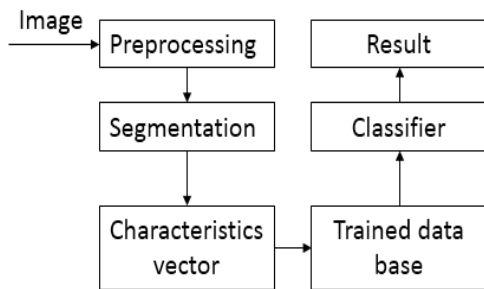 Image
Preprocessing
Segmentation
Characteristics
vector
Trained data
base
Classifier
Result